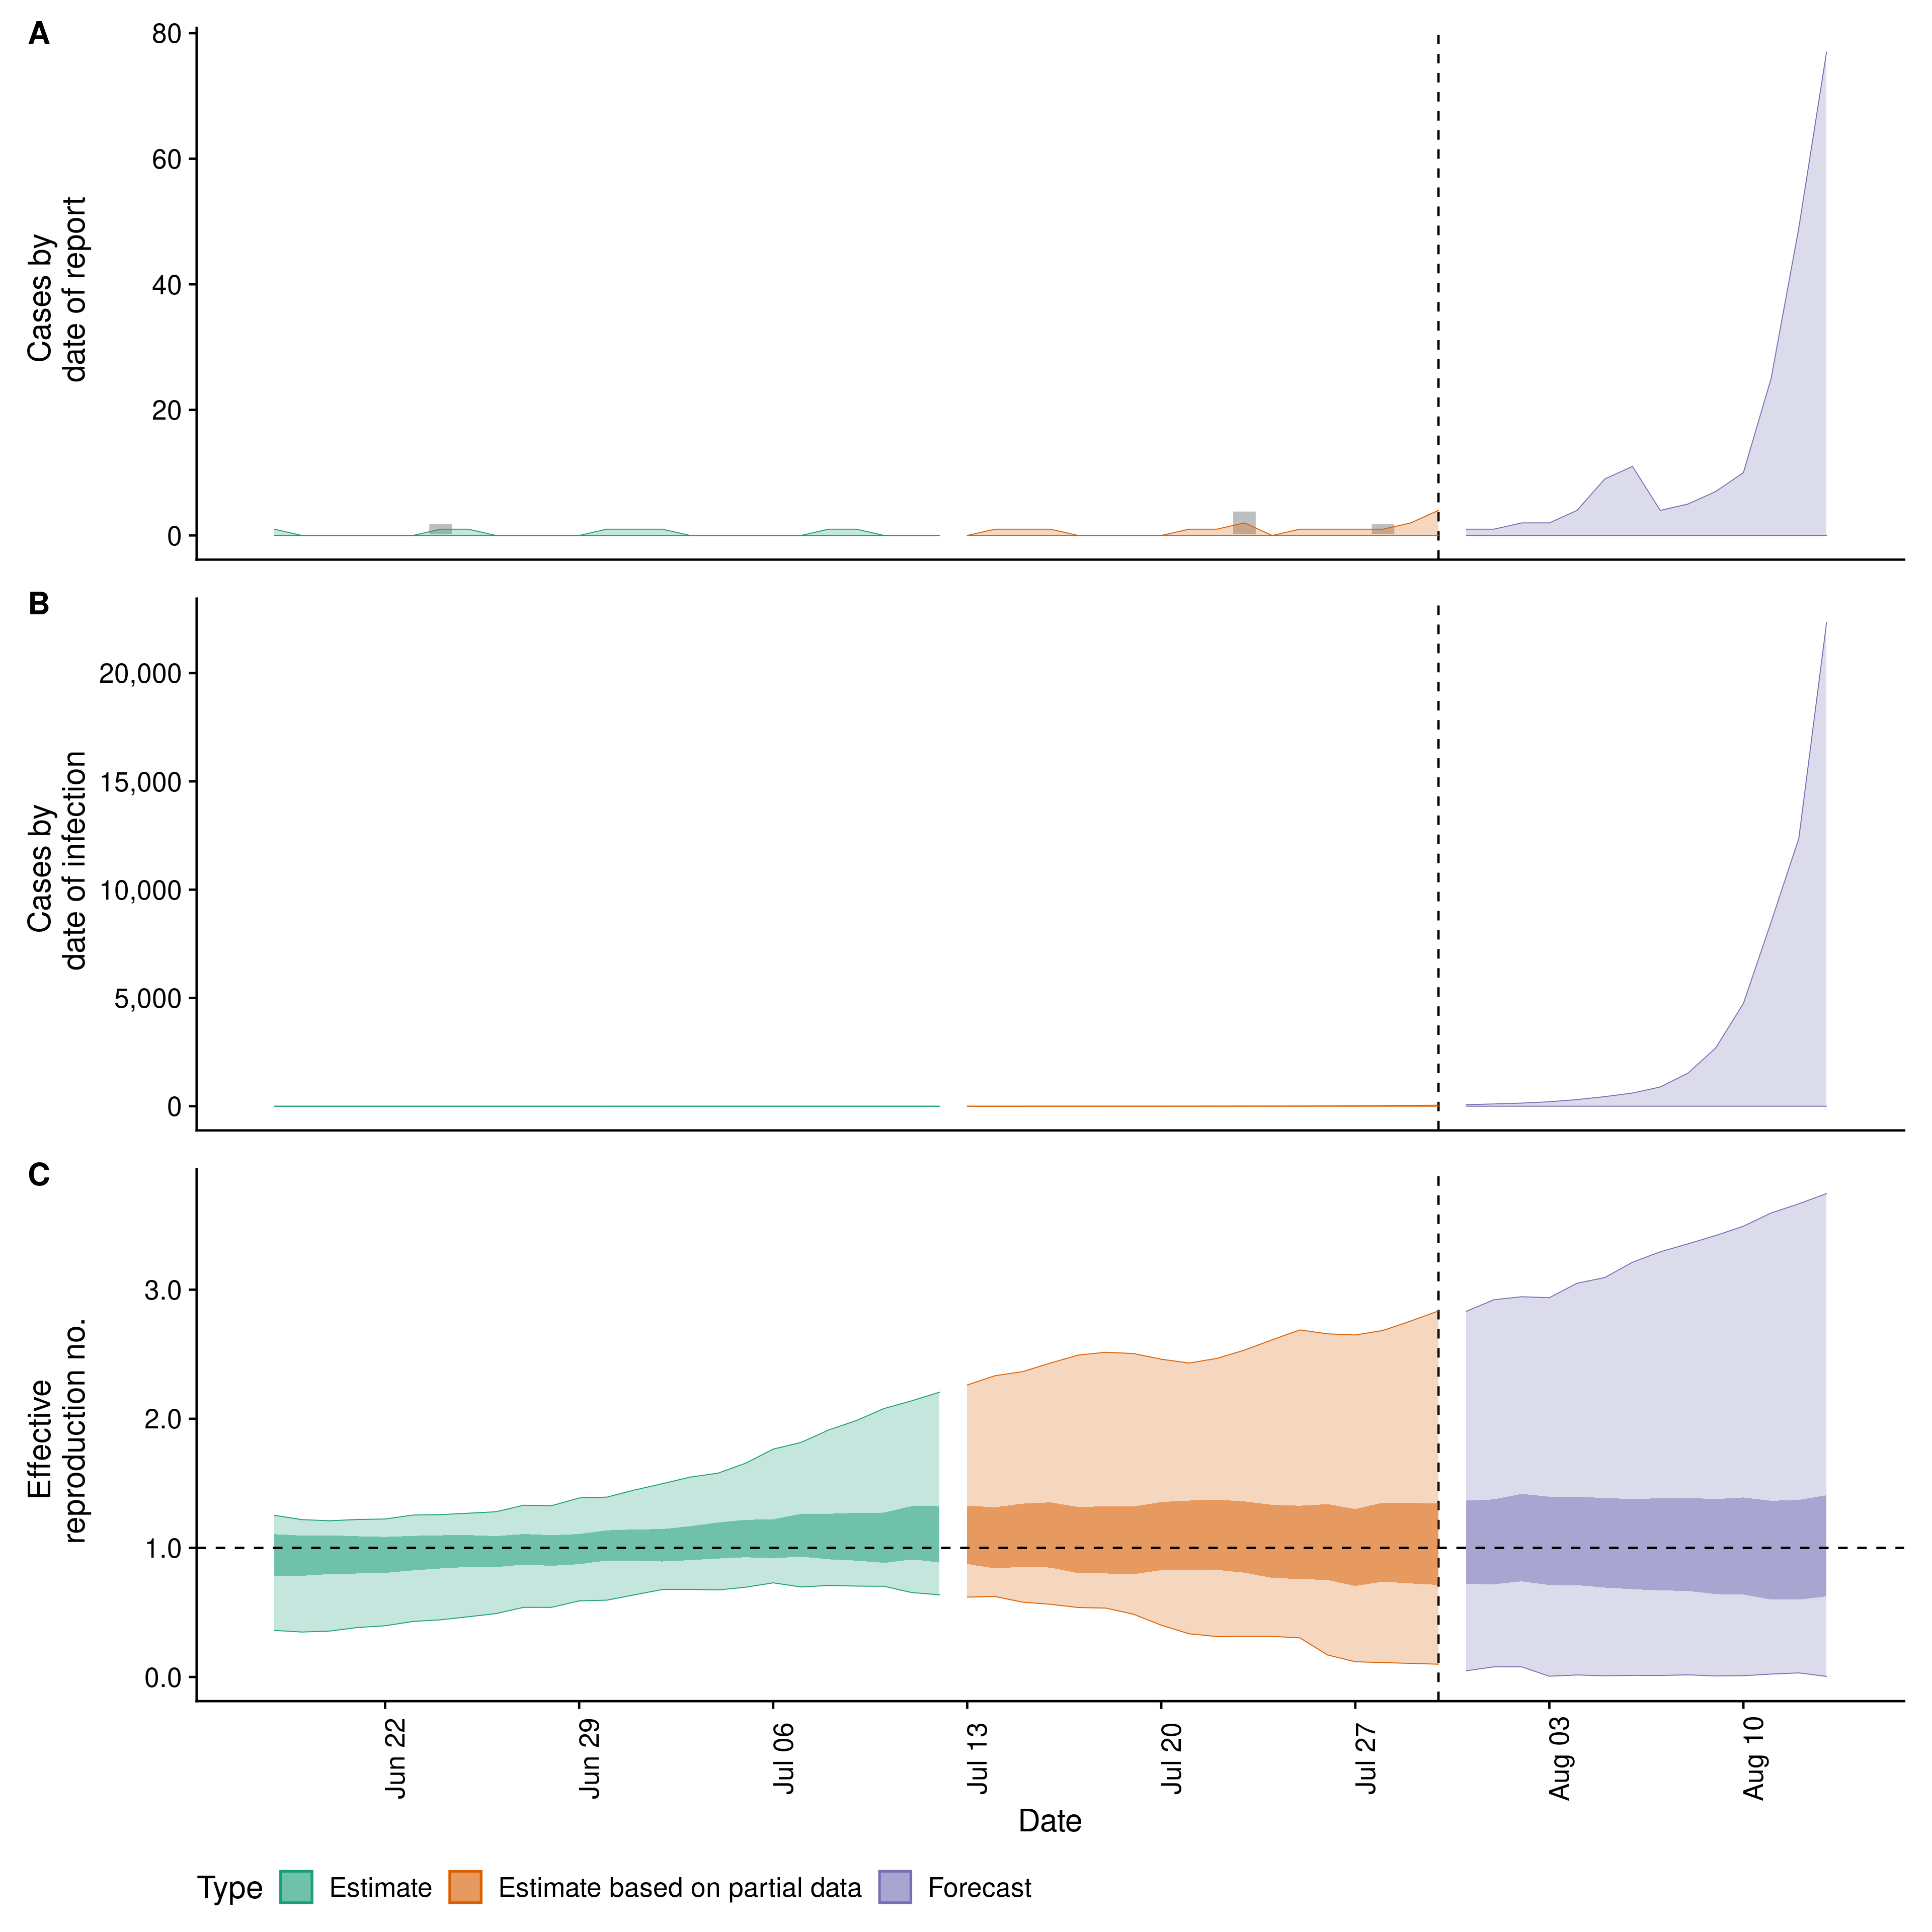 A
80
60
40
20
0
Cases by
date of report
B
20,000
15,000
10,000
5,000
0
Cases by
date of infection
C
3.0
2.0
1.0
0.0
Effective
reproduction no.
Jun 22
Jun 29
Jul 06
Jul 13
Jul 20
Jul 27
Aug 03
Aug 10
Date
Type Estimate Estimate based on partial data Forecast